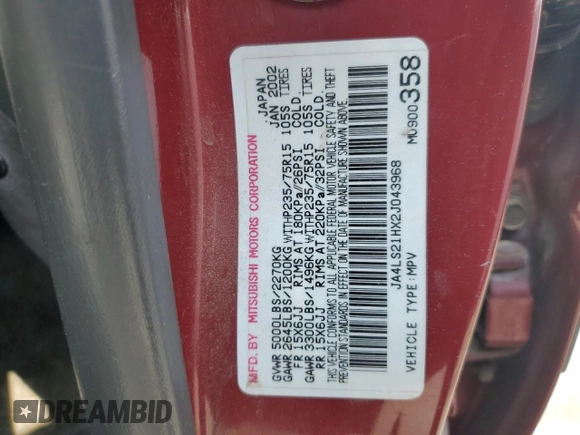 MFD. BY MITSUBISHI MOTORS CORPORATION JAPAN
GVWR 5000LBS/2270KG JAN 2002
GAWR 2645LBS/1200KG WITH P235/75R15 105S TIRES
FR 15X6JJ RIMS AT 180KPa/26PSI COLD.
GAWR 3300LBS/1496KG WITH P235/75R15 105S TIRES
RR 15X6JJ RIMS AT 220KPa/32PSI COLD.
THIS VEHICLE CONFORMS TO ALL APPLICABLE FEDERAL MOTOR VEHICLE SAFETY AND THEFT
PREVENTION STANDARDS IN EFFECT ON THE DATE OF MANUFACTURE SHOWN ABOVE.
JA4LS21HX2J043968
VEHICLE TYPE: MPV MU900358
DREAMBID